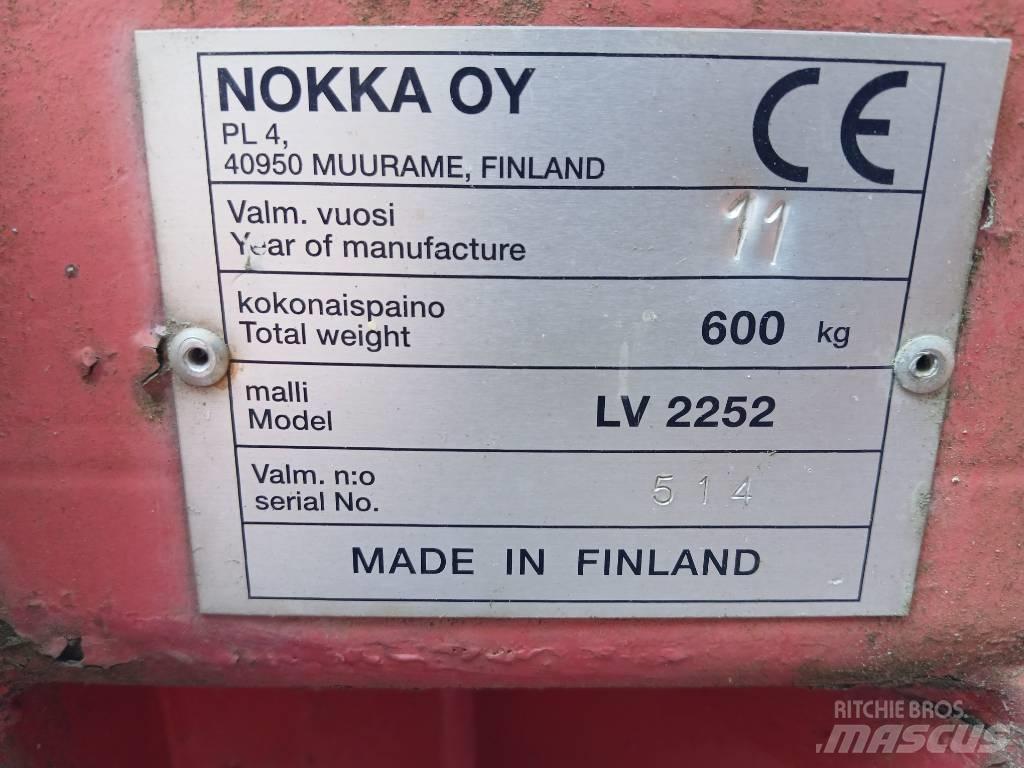 NOKKA OY
PL 4,
40950 MUURAME, FINLAND
CE
Valm. vuosi
Year of manufacture
11
kokonaispaino
Total weight
600 kg
malli
Model
LV 2252
Valm. n:o
serial No.
514
MADE IN FINLAND
RITCHIE BROS.
MASCUS